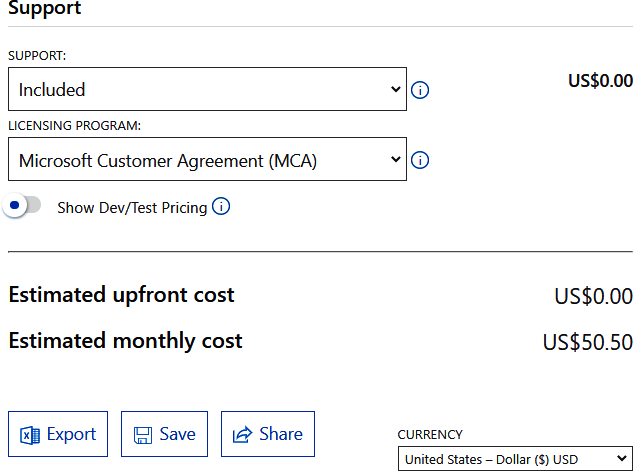 Support
SUPPORT:
Included
US$0.00
LICENSING PROGRAM:
Microsoft Customer Agreement (MCA)
Show Dev/Test Pricing
Estimated upfront cost
US$0.00
Estimated monthly cost
US$50.50
Export
Save
Share
CURRENCY
United States – Dollar ($) USD